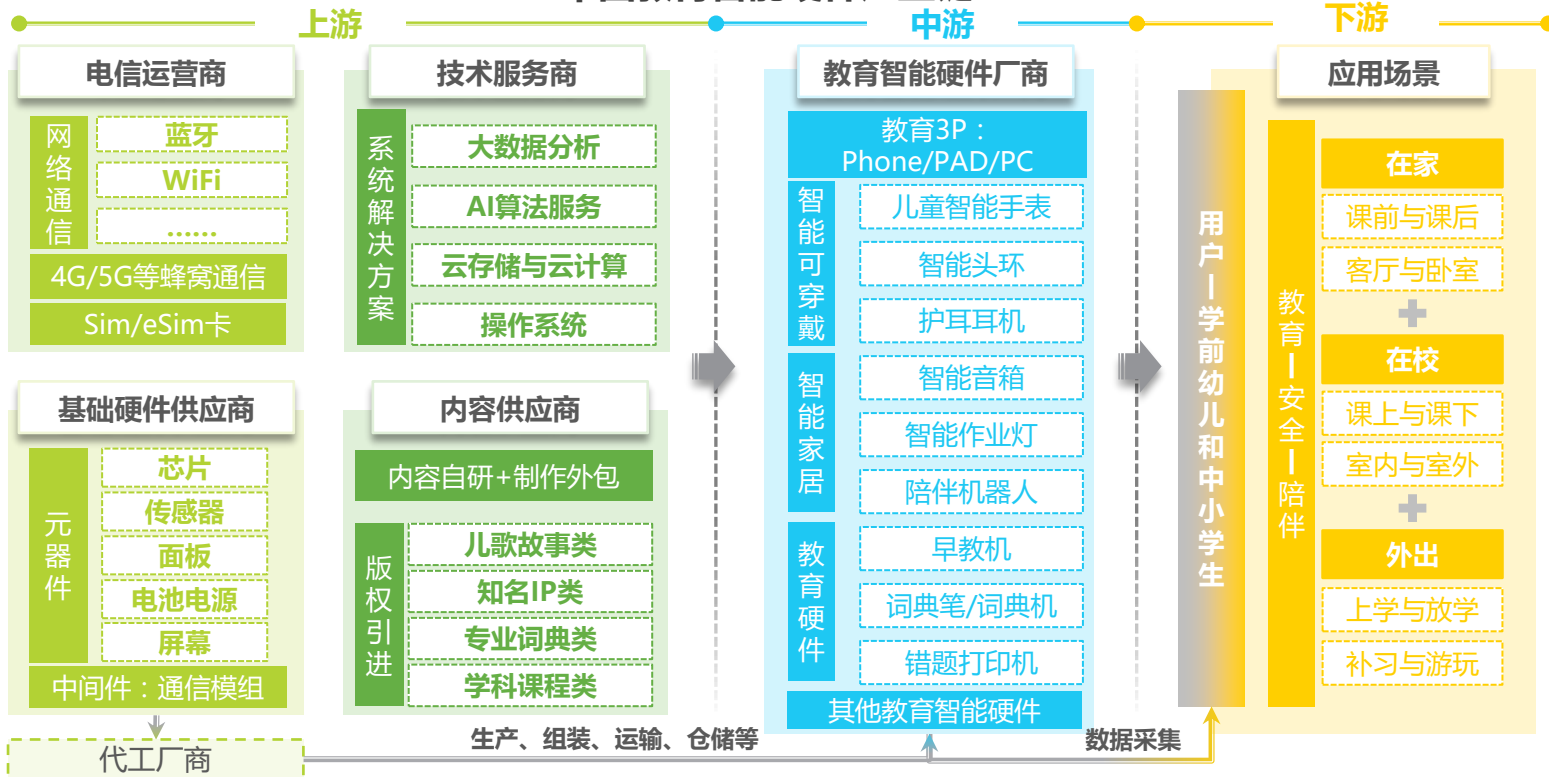 上游
中游
下游
电信运营商
网络通信
蓝牙
WiFi
……
4G/5G等蜂窝通信
Sim/eSim卡
技术服务商
系统解决方案
大数据分析
AI算法服务
云存储与云计算
操作系统
基础硬件供应商
元器件
芯片
传感器
面板
电池电源
屏幕
中间件：通信模组
代工厂商
内容供应商
内容自研+制作外包
版权引进
儿歌故事类
知名IP类
专业词典类
学科课程类
生产、组装、运输、仓储等
教育智能硬件厂商
教育3P：
Phone/PAD/PC
智能可穿戴
儿童智能手表
智能头环
护耳耳机
智能家居
智能音箱
智能作业灯
陪伴机器人
教育硬件
早教机
词典笔/词典机
错题打印机
其他教育智能硬件
数据采集
用户—学前幼儿和中小学生
应用场景
教育—安全—陪伴
在家
课前与课后
客厅与卧室
在校
课上与课下
室内与室外
外出
上学与放学
补习与游玩